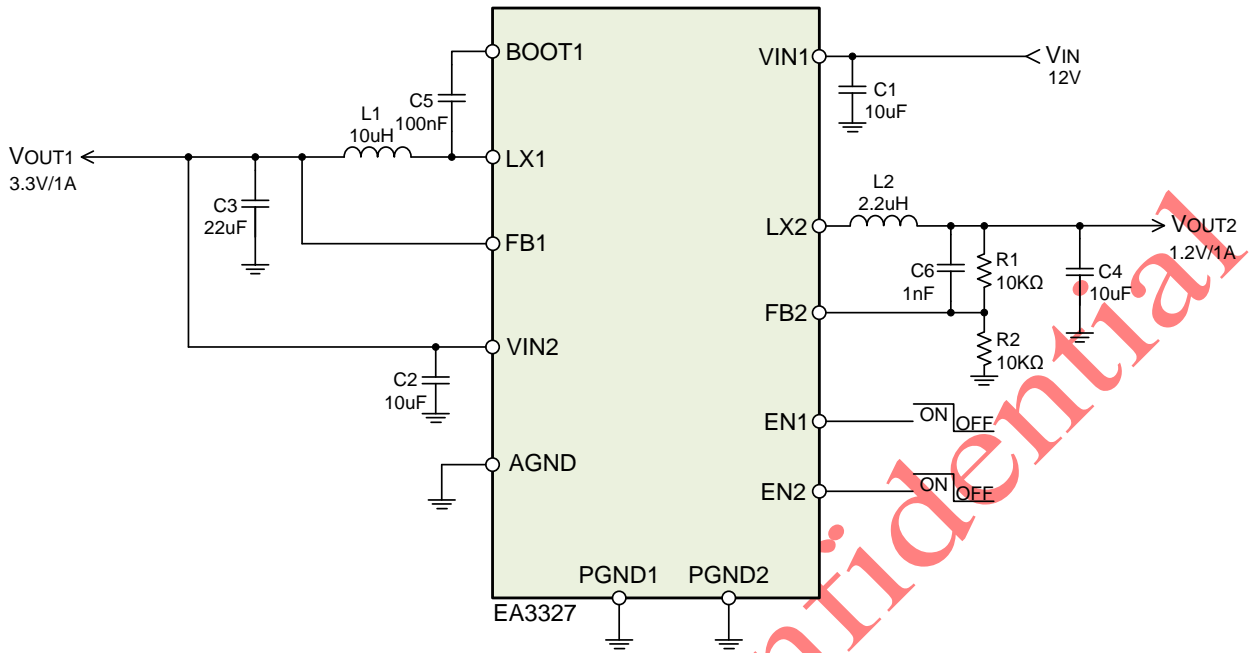 BOOT1
VIN1
VIN
12V
C5
100nF
C1
10uF
L1
10uH
VOUT1
3.3V/1A
LX1
C3
22uF
L2
2.2uH
LX2
VOUT2
1.2V/1A
FB1
C6
1nF
R1
10KΩ
C4
10uF
FB2
R2
10KΩ
VIN2
C2
10uF
EN1
ON
OFF
AGND
EN2
ON
OFF
PGND1
PGND2
EA3327